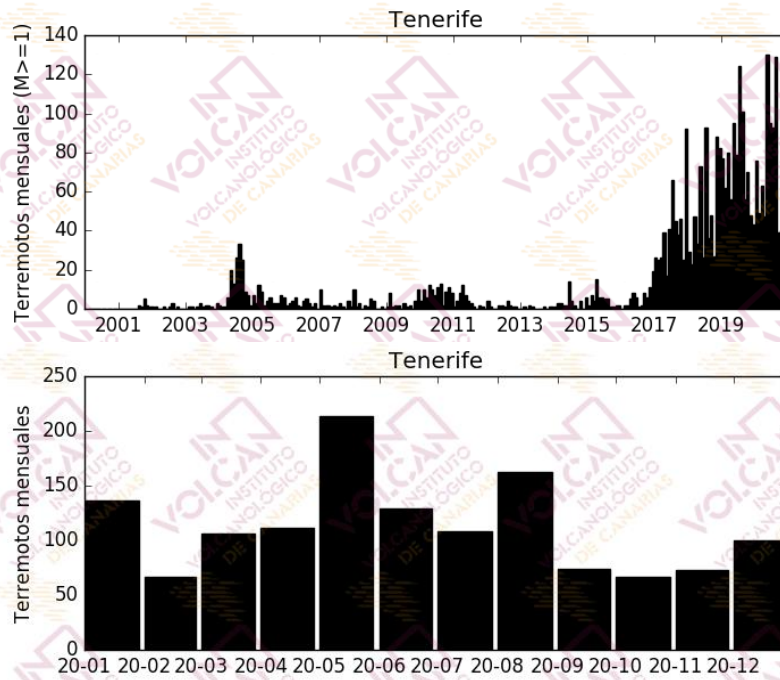 Tenerife
Terremotos mensuales (M>=1)
140
120
100
80
60
40
20
0
2001 2003 2005 2007 2009 2011 2013 2015 2017 2019
Tenerife
Terremotos mensuales
250
200
150
100
50
0
20-01 20-02 20-03 20-04 20-05 20-06 20-07 20-08 20-09 20-10 20-11 20-12
INVOLCAN
INSTITUTO
VOLCANOLÓGICO
DE CANARIAS